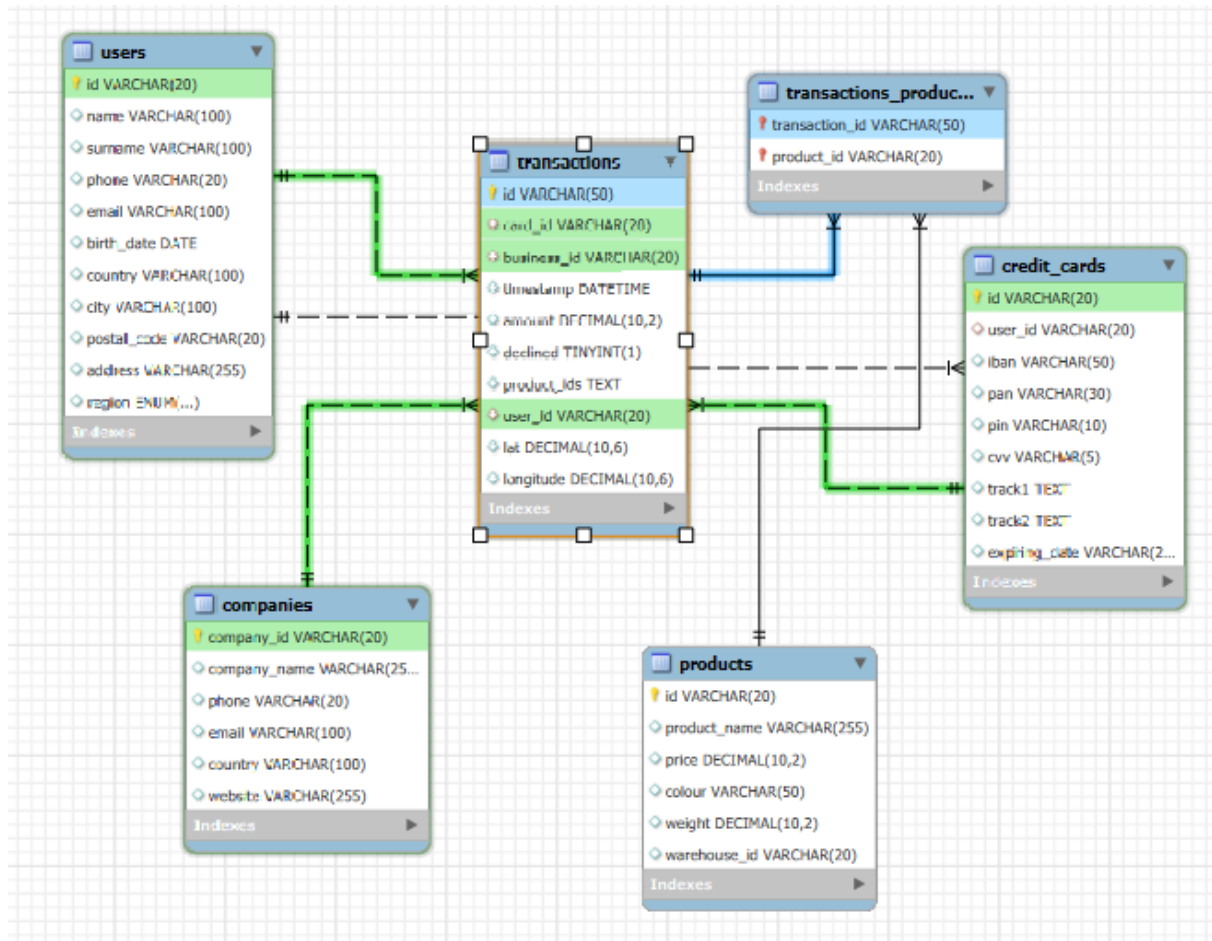 users
id VARCHAR(20)
name VARCHAR(100)
surname VARCHAR(100)
phone VARCHAR(20)
email VARCHAR(100)
birth_date DATE
country VARCHAR(100)
city VARCHAR(100)
postal_code VARCHAR(20)
address VARCHAR(255)
region ENUM(...)
Indexes
transactions
id VARCHAR(50)
card_id VARCHAR(20)
business_id VARCHAR(20)
timestamp DATETIME
amount DECIMAL(10,2)
declined TINYINT(1)
product_ids TEXT
user_id VARCHAR(20)
lat DECIMAL(10,6)
longitude DECIMAL(10,6)
Indexes
transactions_produc...
transaction_id VARCHAR(50)
product_id VARCHAR(20)
Indexes
credit_cards
id VARCHAR(20)
user_id VARCHAR(20)
iban VARCHAR(50)
pan VARCHAR(30)
pin VARCHAR(10)
cvv VARCHAR(5)
track1 TEXT
track2 TEXT
expiring_date VARCHAR(2...
Indexes
companies
company_id VARCHAR(20)
company_name VARCHAR(25...
phone VARCHAR(20)
email VARCHAR(100)
country VARCHAR(100)
website VARCHAR(255)
Indexes
products
id VARCHAR(20)
product_name VARCHAR(255)
price DECIMAL(10,2)
colour VARCHAR(50)
weight DECIMAL(10,2)
warehouse_id VARCHAR(20)
Indexes